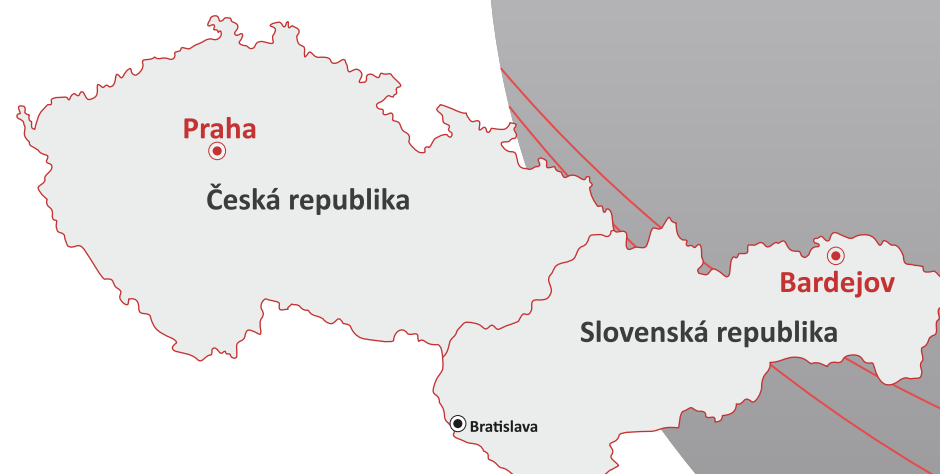 Praha
Česká republika
Bardejov
Slovenská republika
Bratislava